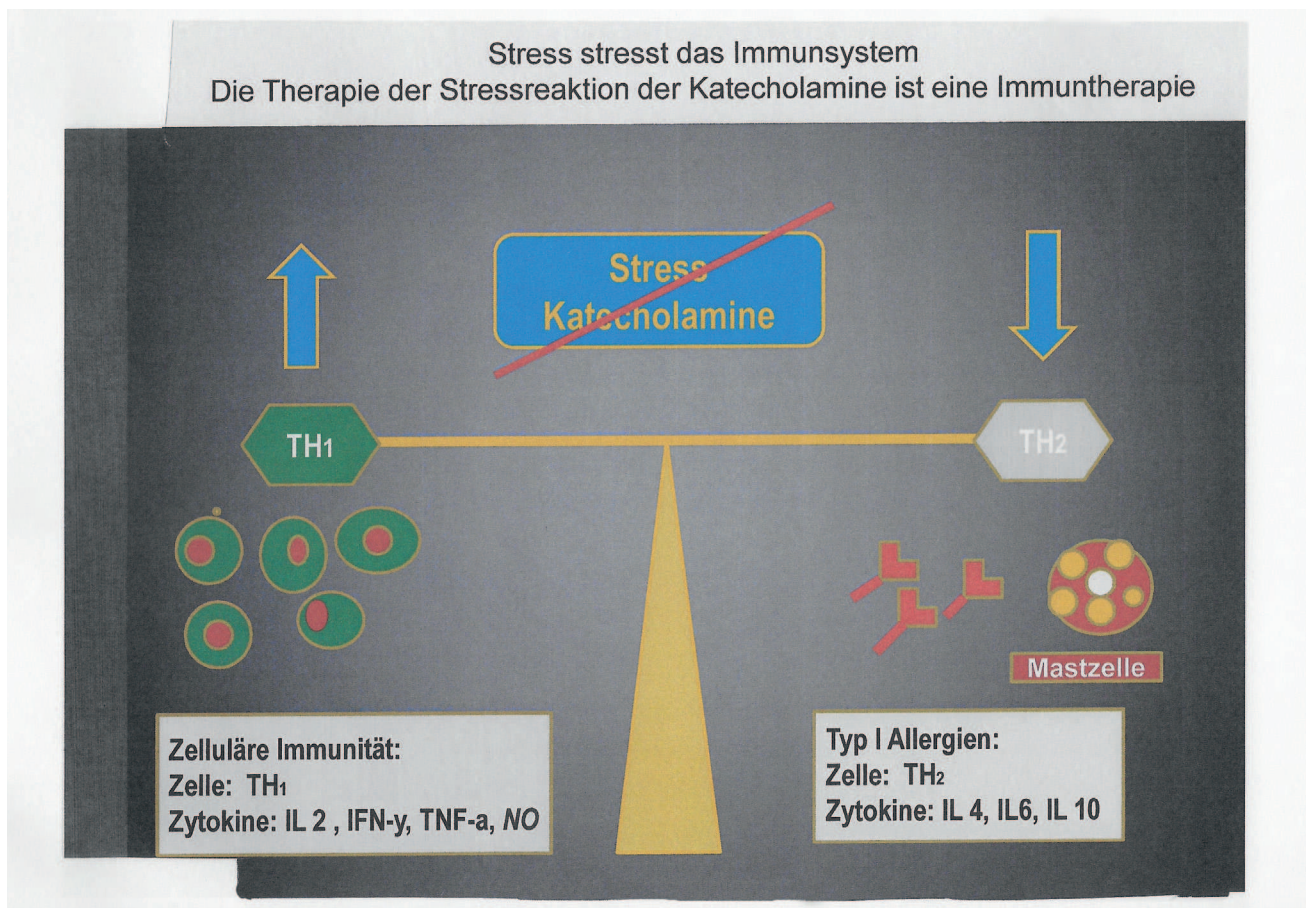 Stress stresst das Immunsystem
Die Therapie der Stressreaktion der Katecholamine ist eine Immuntherapie
Stress
Katecholamine
TH1
TH2
Mastzelle
Zelluläre Immunität:
Zelle: TH1
Zytokine: IL 2 , IFN-y, TNF-a, NO
Typ I Allergien:
Zelle: TH2
Zytokine: IL 4, IL6, IL 10